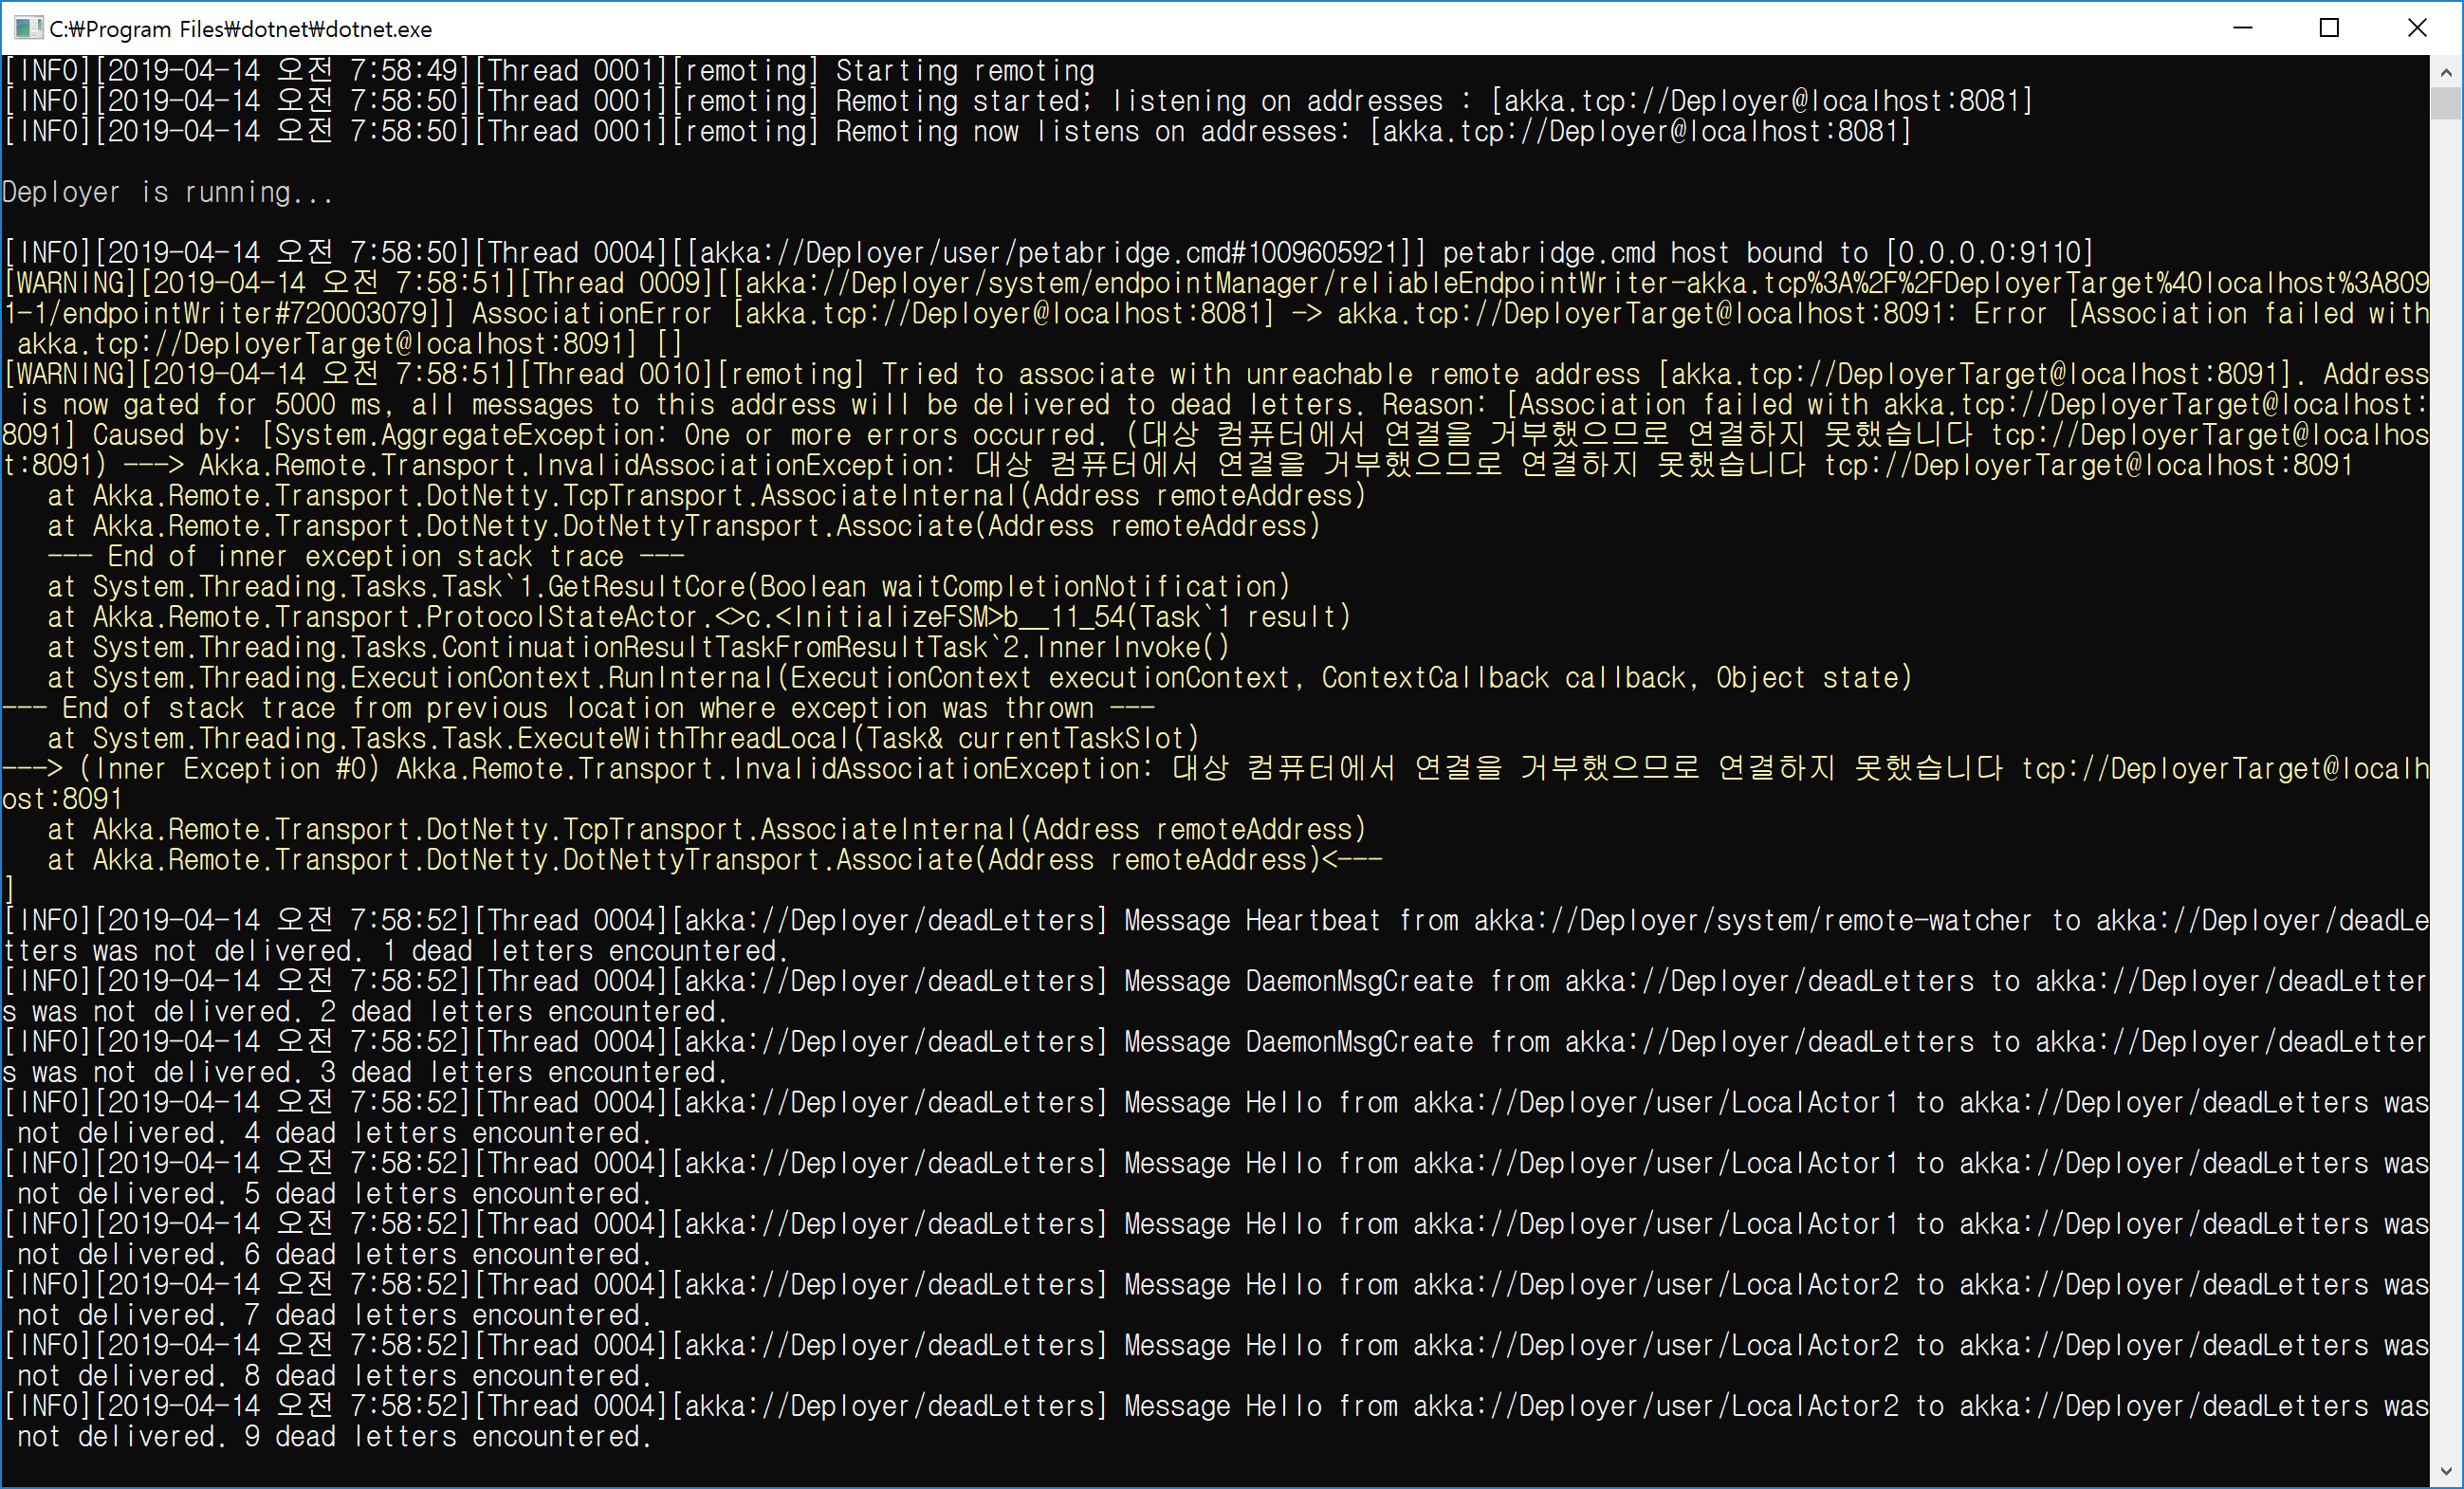 C:₩Program Files₩dotnet₩dotnet.exe
[INFO][2019-04-14 오전 7:58:49][Thread 0001][remoting] Starting remoting
[INFO][2019-04-14 오전 7:58:50][Thread 0001][remoting] Remoting started; listening on addresses : [akka.tcp://Deployer@localhost:8081]
[INFO][2019-04-14 오전 7:58:50][Thread 0001][remoting] Remoting now listens on addresses: [akka.tcp://Deployer@localhost:8081]
Deployer is running...
[INFO][2019-04-14 오전 7:58:50][Thread 0004][[akka://Deployer/user/petabridge.cmd#1009605921]] petabridge.cmd host bound to [0.0.0.0:9110]
[WARNING][2019-04-14 오전 7:58:51][Thread 0009][[akka://Deployer/system/endpointManager/reliableEndpointWriter-akka.tcp%3A%2F%2FDeployerTarget%40localhost%3A809
1-1/endpointWriter#720003079]] AssociationError [akka.tcp://Deployer@localhost:8081] -> akka.tcp://DeployerTarget@localhost:8091: Error [Association failed with
 akka.tcp://DeployerTarget@localhost:8091] []
[WARNING][2019-04-14 오전 7:58:51][Thread 0010][remoting] Tried to associate with unreachable remote address [akka.tcp://DeployerTarget@localhost:8091]. Address
 is now gated for 5000 ms, all messages to this address will be delivered to dead letters. Reason: [Association failed with akka.tcp://DeployerTarget@localhost:
8091] Caused by: [System.AggregateException: One or more errors occurred. (대상 컴퓨터에서 연결을 거부했으므로 연결하지 못했습니다 tcp://DeployerTarget@localhos
t:8091) ---> Akka.Remote.Transport.InvalidAssociationException: 대상 컴퓨터에서 연결을 거부했으므로 연결하지 못했습니다 tcp://DeployerTarget@localhost:8091
   at Akka.Remote.Transport.DotNetty.TcpTransport.AssociateInternal(Address remoteAddress)
   at Akka.Remote.Transport.DotNetty.DotNettyTransport.Associate(Address remoteAddress)
   --- End of inner exception stack trace ---
   at System.Threading.Tasks.Task`1.GetResultCore(Boolean waitCompletionNotification)
   at Akka.Remote.Transport.ProtocolStateActor.<>c.<InitializeFSM>b__11_54(Task`1 result)
   at System.Threading.Tasks.ContinuationResultTaskFromResultTask`2.InnerInvoke()
   at System.Threading.ExecutionContext.RunInternal(ExecutionContext executionContext, ContextCallback callback, Object state)
--- End of stack trace from previous location where exception was thrown ---
   at System.Threading.Tasks.Task.ExecuteWithThreadLocal(Task& currentTaskSlot)
---> (Inner Exception #0) Akka.Remote.Transport.InvalidAssociationException: 대상 컴퓨터에서 연결을 거부했으므로 연결하지 못했습니다 tcp://DeployerTarget@localh
ost:8091
   at Akka.Remote.Transport.DotNetty.TcpTransport.AssociateInternal(Address remoteAddress)
   at Akka.Remote.Transport.DotNetty.DotNettyTransport.Associate(Address remoteAddress)<---
]
[INFO][2019-04-14 오전 7:58:52][Thread 0004][akka://Deployer/deadLetters] Message Heartbeat from akka://Deployer/system/remote-watcher to akka://Deployer/deadLe
tters was not delivered. 1 dead letters encountered.
[INFO][2019-04-14 오전 7:58:52][Thread 0004][akka://Deployer/deadLetters] Message DaemonMsgCreate from akka://Deployer/deadLetters to akka://Deployer/deadLetter
s was not delivered. 2 dead letters encountered.
[INFO][2019-04-14 오전 7:58:52][Thread 0004][akka://Deployer/deadLetters] Message DaemonMsgCreate from akka://Deployer/deadLetters to akka://Deployer/deadLetter
s was not delivered. 3 dead letters encountered.
[INFO][2019-04-14 오전 7:58:52][Thread 0004][akka://Deployer/deadLetters] Message Hello from akka://Deployer/user/LocalActor1 to akka://Deployer/deadLetters was
 not delivered. 4 dead letters encountered.
[INFO][2019-04-14 오전 7:58:52][Thread 0004][akka://Deployer/deadLetters] Message Hello from akka://Deployer/user/LocalActor1 to akka://Deployer/deadLetters was
 not delivered. 5 dead letters encountered.
[INFO][2019-04-14 오전 7:58:52][Thread 0004][akka://Deployer/deadLetters] Message Hello from akka://Deployer/user/LocalActor1 to akka://Deployer/deadLetters was
 not delivered. 6 dead letters encountered.
[INFO][2019-04-14 오전 7:58:52][Thread 0004][akka://Deployer/deadLetters] Message Hello from akka://Deployer/user/LocalActor2 to akka://Deployer/deadLetters was
 not delivered. 7 dead letters encountered.
[INFO][2019-04-14 오전 7:58:52][Thread 0004][akka://Deployer/deadLetters] Message Hello from akka://Deployer/user/LocalActor2 to akka://Deployer/deadLetters was
 not delivered. 8 dead letters encountered.
[INFO][2019-04-14 오전 7:58:52][Thread 0004][akka://Deployer/deadLetters] Message Hello from akka://Deployer/user/LocalActor2 to akka://Deployer/deadLetters was
 not delivered. 9 dead letters encountered.